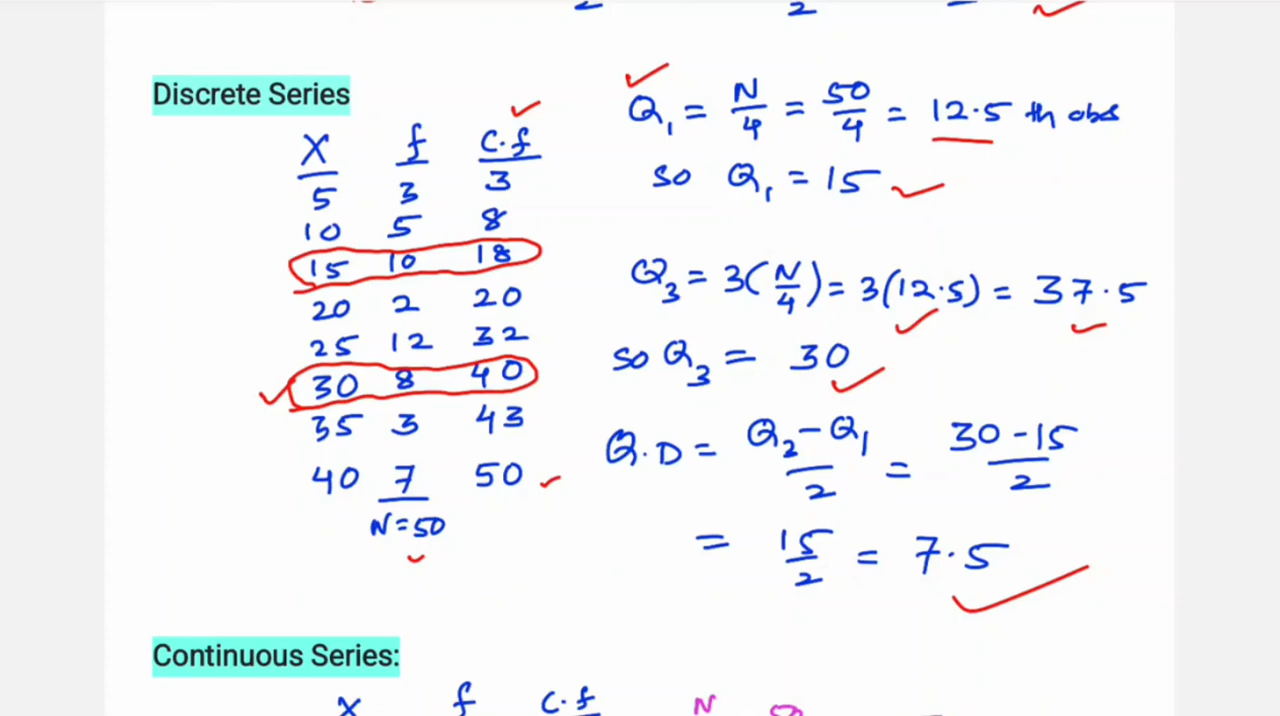 2 2
Discrete Series
X f C.f
5 3 3
10 5 8
15 10 18
20 2 20
25 12 32
30 8 40
35 3 43
40 7 50
N = 50
Q₁ = N/4 = 50/4 = 12.5 th obs
so Q₁ = 15
Q₃ = 3(N/4) = 3(12.5) = 37.5
so Q₃ = 30
Q.D = Q₂-Q₁/2 = 30-15/2
= 15/2 = 7.5
Continuous Series:
X f C.f N